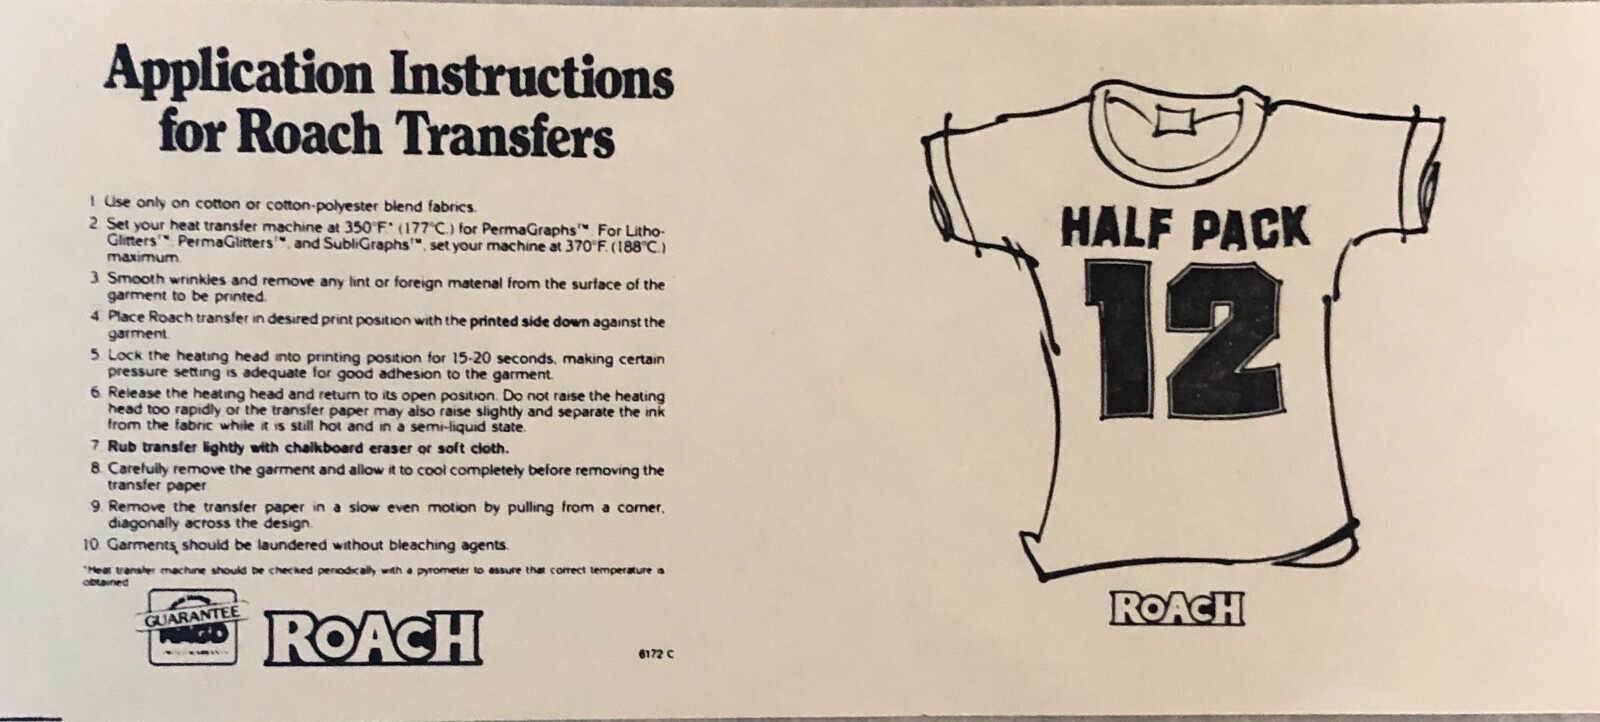 Application Instructions
for Roach Transfers
1 Use only on cotton or cotton-polyester blend fabrics.
2. Set your heat transfer machine at 350°F.* (177°C.) for PermaGraphs™. For Litho-
Glitters™, PermaGlitters™, and SubliGraphs™, set your machine at 370°F. (188°C.)
maximum.
3. Smooth wrinkles and remove any lint or foreign material from the surface of the
garment to be printed.
4. Place Roach transfer in desired print position with the printed side down against the
garment.
5. Lock the heating head into printing position for 15-20 seconds, making certain
pressure setting is adequate for good adhesion to the garment.
6. Release the heating head and return to its open position. Do not raise the heating
head too rapidly or the transfer paper may also raise slightly and separate the ink
from the fabric while it is still hot and in a semi-liquid state.
7. Rub transfer lightly with chalkboard eraser or soft cloth.
8. Carefully remove the garment and allow it to cool completely before removing the
transfer paper.
9. Remove the transfer paper in a slow even motion by pulling from a corner,
diagonally across the design.
10. Garments should be laundered without bleaching agents.
*Heat transfer machine should be checked periodically with a pyrometer to assure that correct temperature is
obtained
GUARANTEE
ROACH
6172 C
HALF PACK
12
ROACH